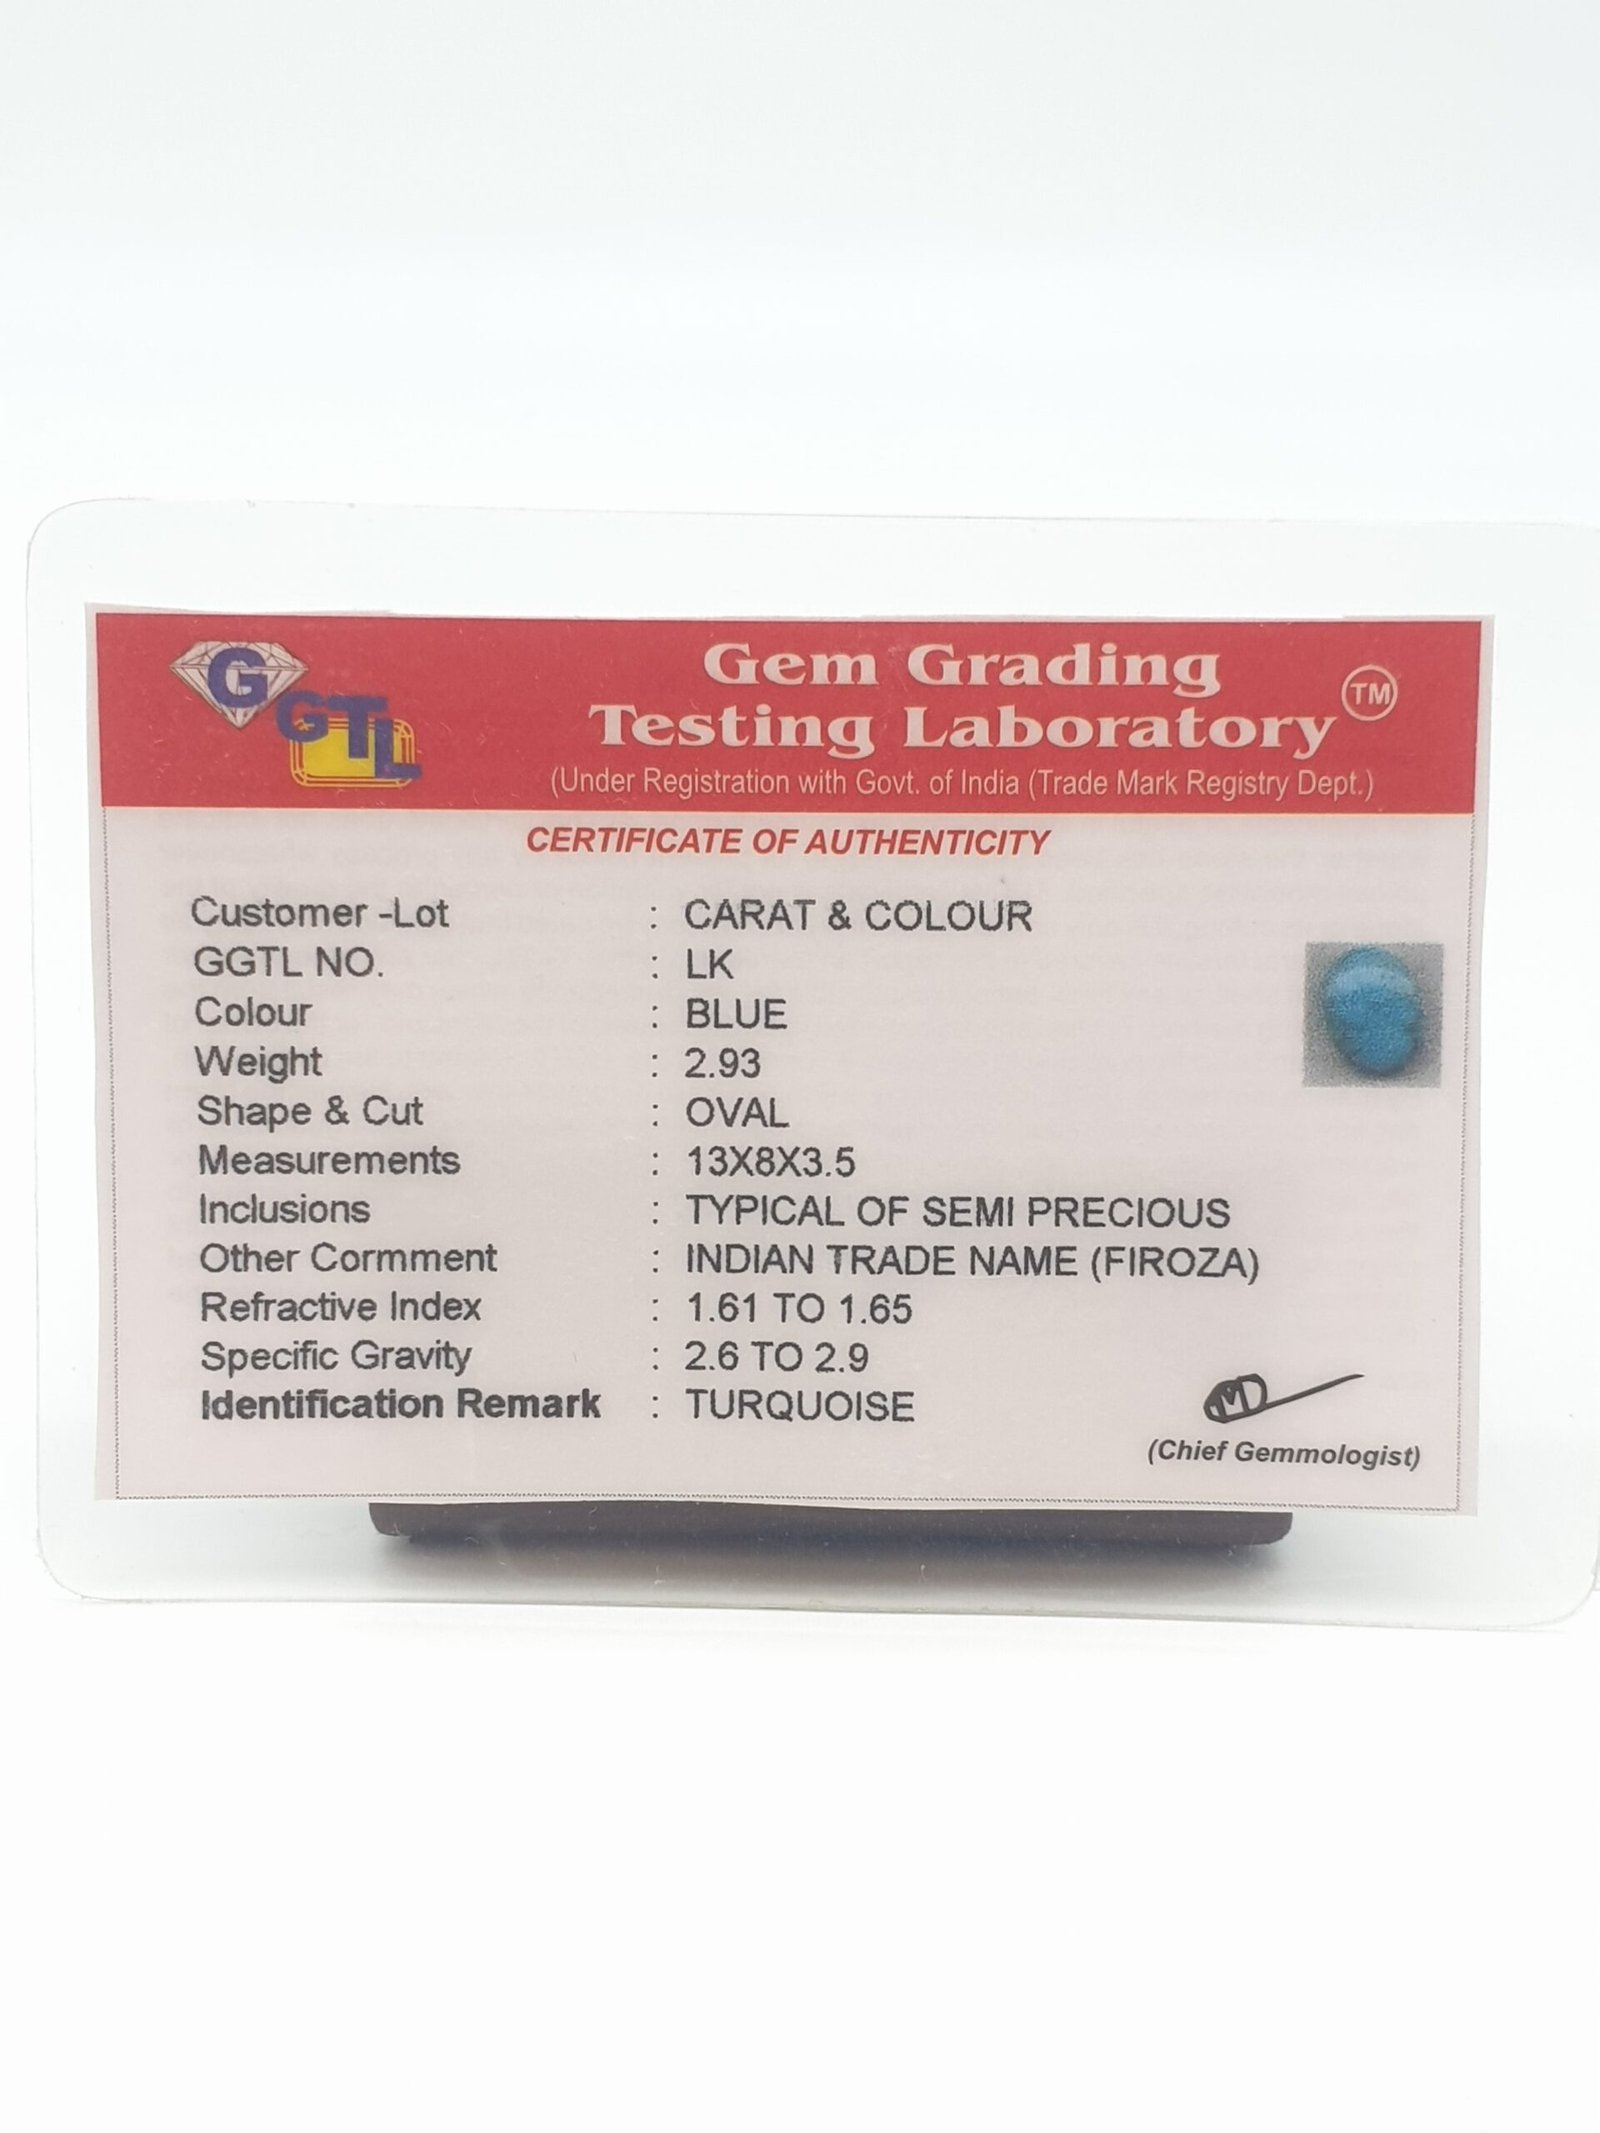 G
GTL
Gem Grading
Testing Laboratory TM
(Under Registration with Govt. of India (Trade Mark Registry Dept.)
CERTIFICATE OF AUTHENTICITY
Customer -Lot : CARAT & COLOUR
GGTL NO. : LK
Colour : BLUE
Weight : 2.93
Shape & Cut : OVAL
Measurements : 13X8X3.5
Inclusions : TYPICAL OF SEMI PRECIOUS
Other Cormment : INDIAN TRADE NAME (FIROZA)
Refractive Index : 1.61 TO 1.65
Specific Gravity : 2.6 TO 2.9
Identification Remark : TURQUOISE
(Chief Gemmologist)